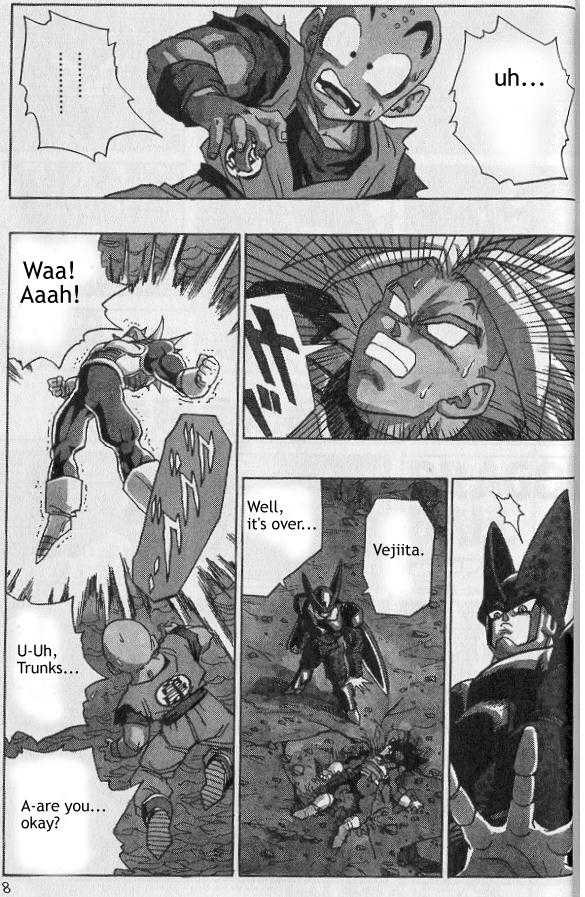 uh...
Waa!
Aaah!
U-Uh,
Trunks...
A-are you...
okay?
Vejiita.
Well,
it's over...
8